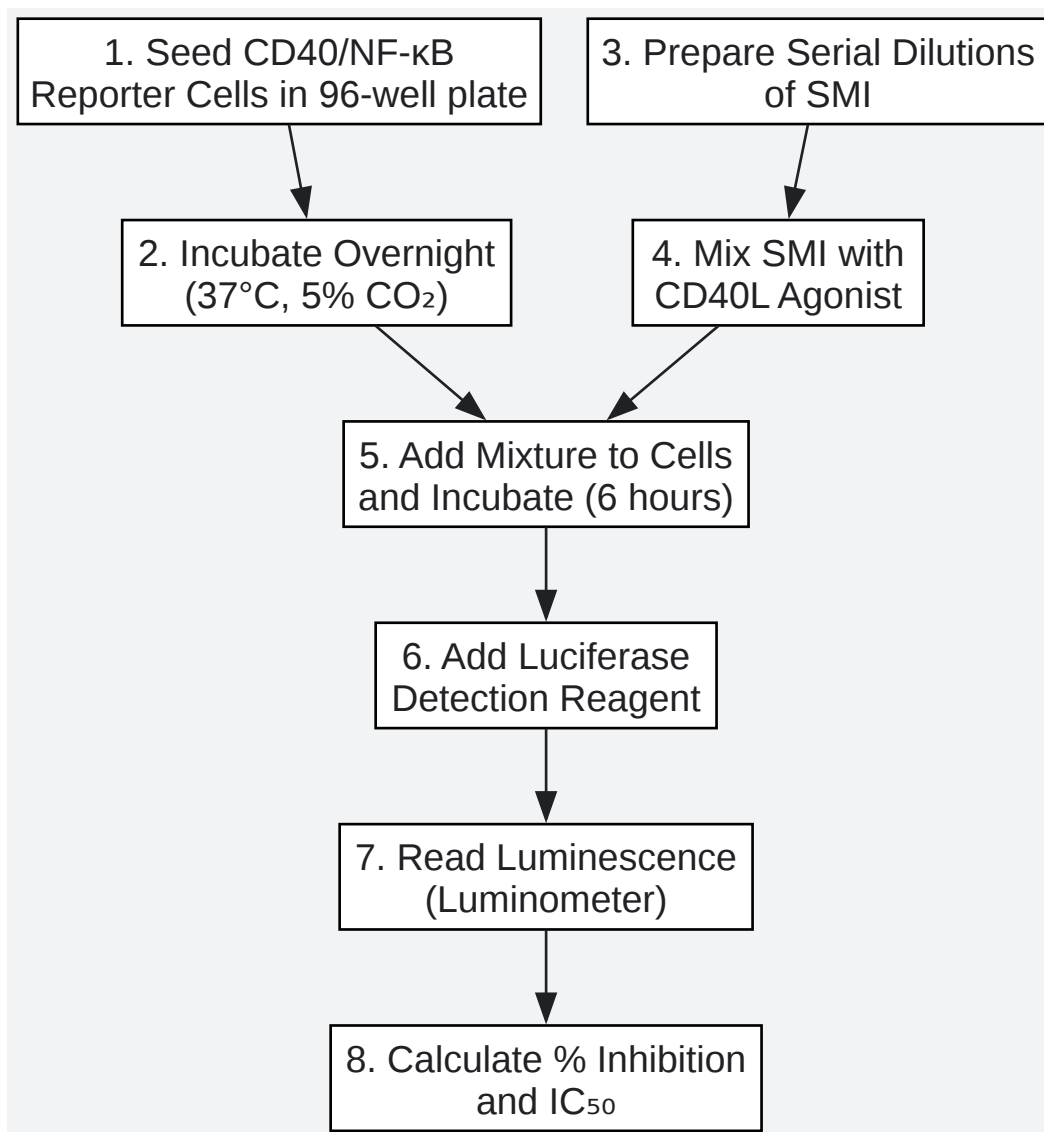 1. Seed CD40/NF-κB
Reporter Cells in 96-well plate
3. Prepare Serial Dilutions
of SMI
2. Incubate Overnight
(37°C, 5% CO₂)
4. Mix SMI with
CD40L Agonist
5. Add Mixture to Cells
and Incubate (6 hours)
6. Add Luciferase
Detection Reagent
7. Read Luminescence
(Luminometer)
8. Calculate % Inhibition
and IC₅₀